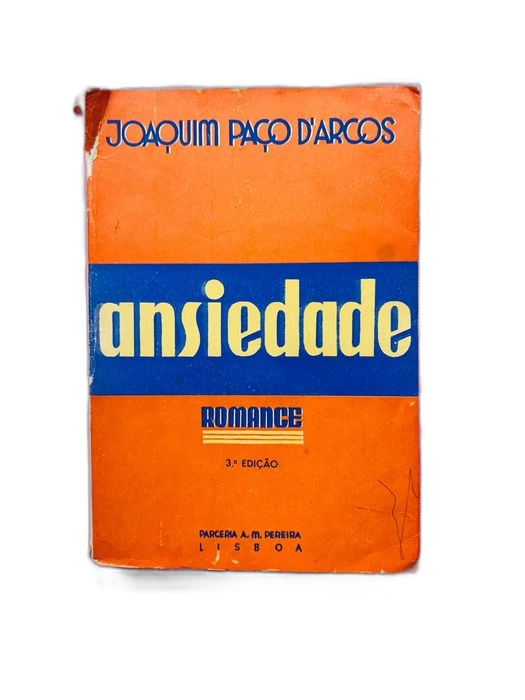 JOAQUIM PAÇO D'ARCOS
ansiedade
ROMANCE
3.ª EDIÇÃO
PARCERIA A. M. PEREIRA
LISBOA